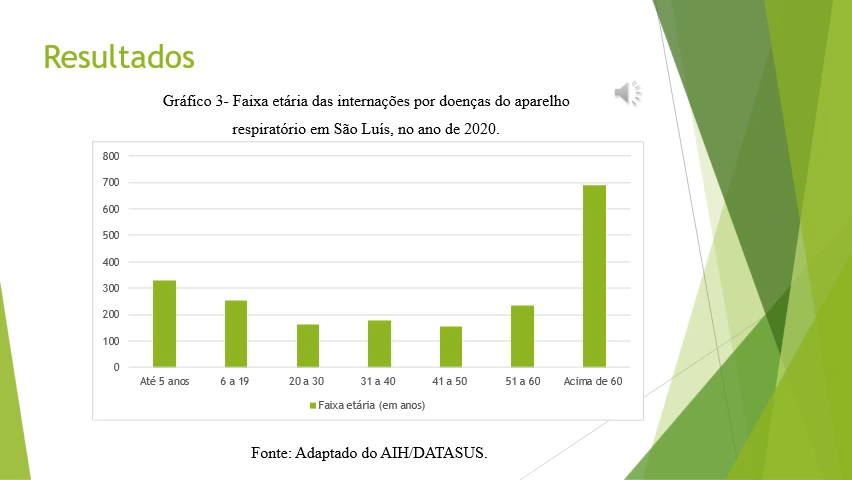 Resultados
Gráfico 3- Faixa etária das internações por doenças do aparelho
respiratório em São Luís, no ano de 2020.
800
700
600
500
400
300
200
100
0
Até 5 anos 6 a 19 20 a 30 31 a 40 41 a 50 51 a 60 Acima de 60
Faixa etária (em anos)
Fonte: Adaptado do AIH/DATASUS.